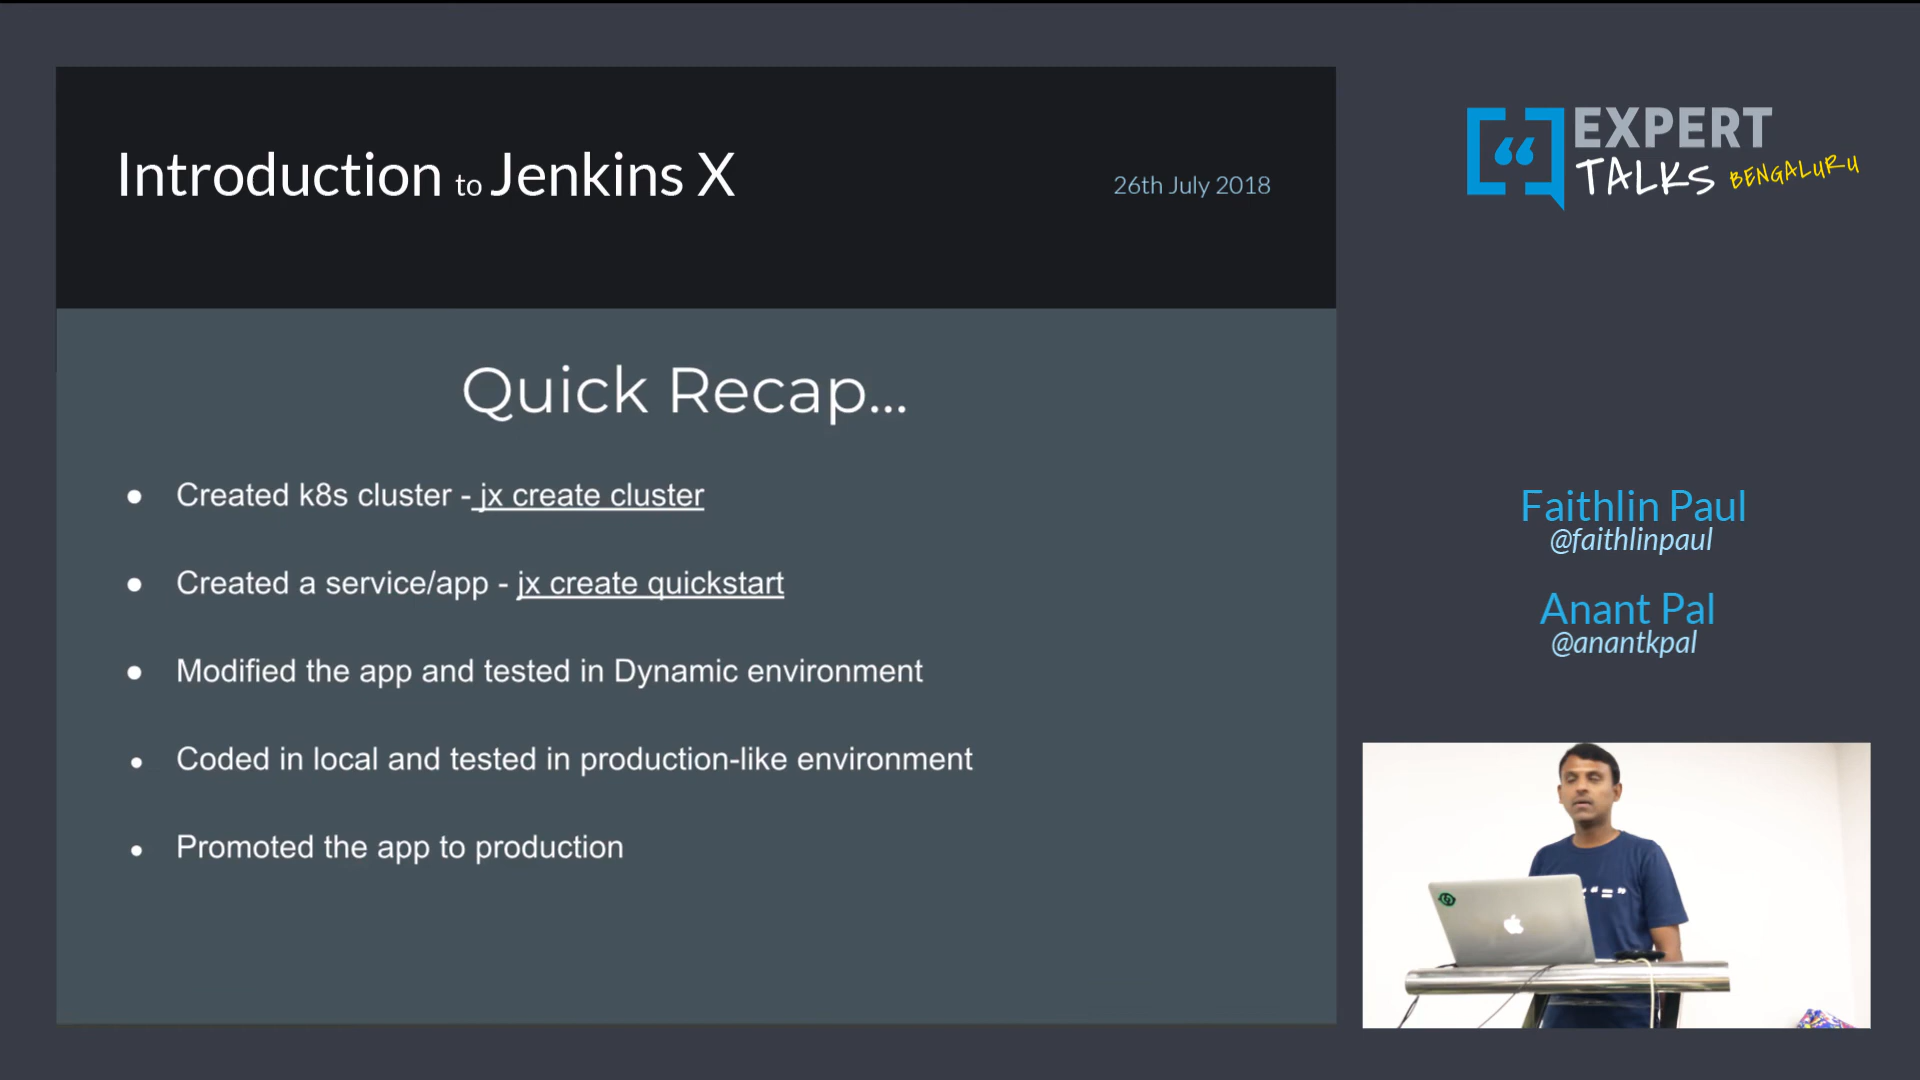 Introduction to Jenkins X
26th July 2018
EXPERT
TALKS BENGALURU
Quick Recap...
● Created k8s cluster - jx create cluster
● Created a service/app - jx create quickstart
● Modified the app and tested in Dynamic environment
● Coded in local and tested in production-like environment
● Promoted the app to production
Faithlin Paul
@faithlinpaul
Anant Pal
@anantkpal